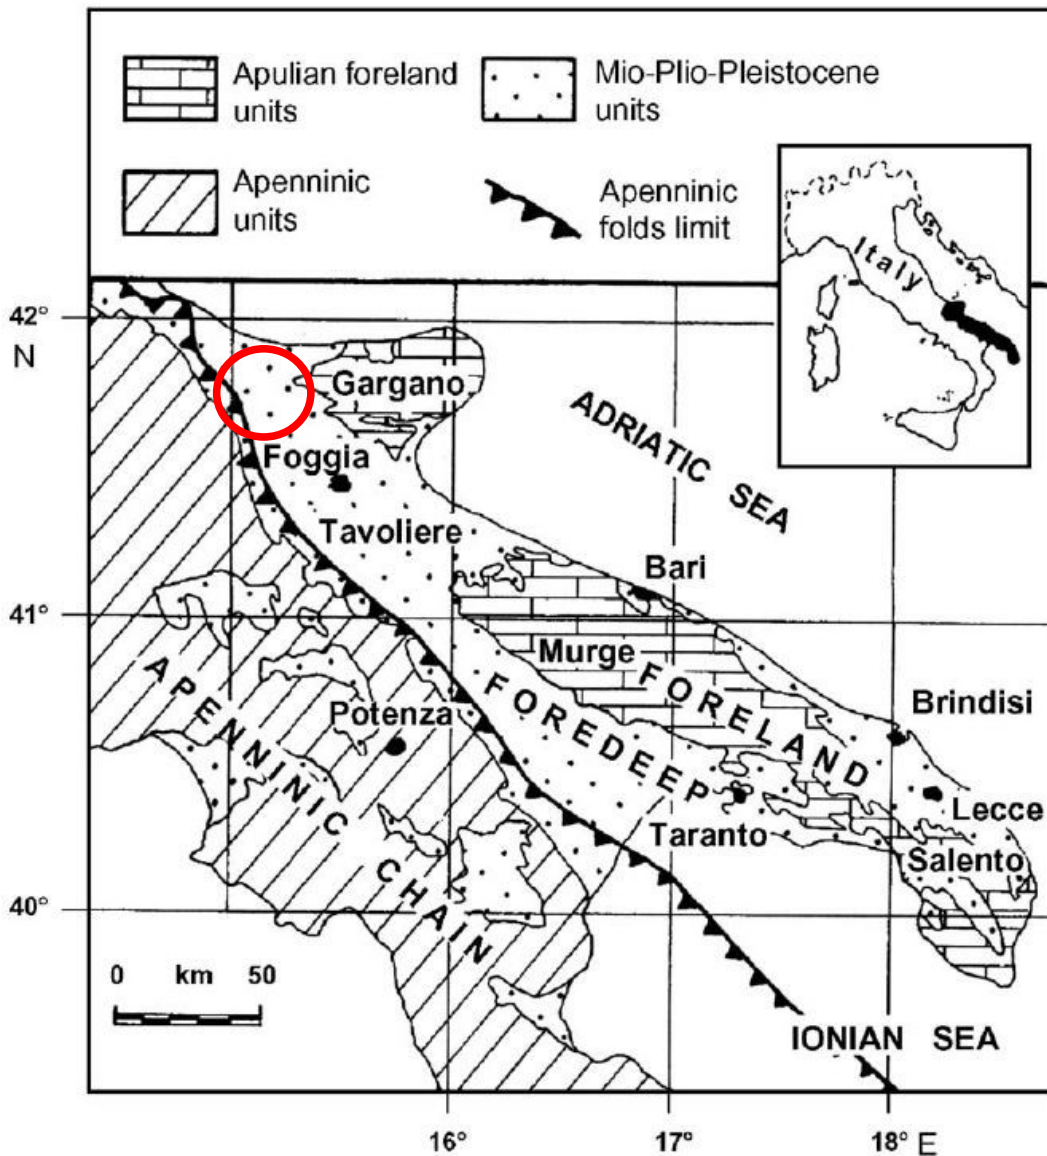 Apulian foreland
units
Mio-Plio-Pleistocene
units
Apenninic
units
Apenninic
folds limit
Italy
42°
N
Gargano
ADRIATIC SEA
Foggia
Tavoliere
Bari
41°
Murge
FORELAND
Brindisi
APENNINIC CHAIN
Potenza
FOREDEEP
Lecce
Taranto
Salento
40°
0 km 50
IONIAN SEA
16° 17° 18° E